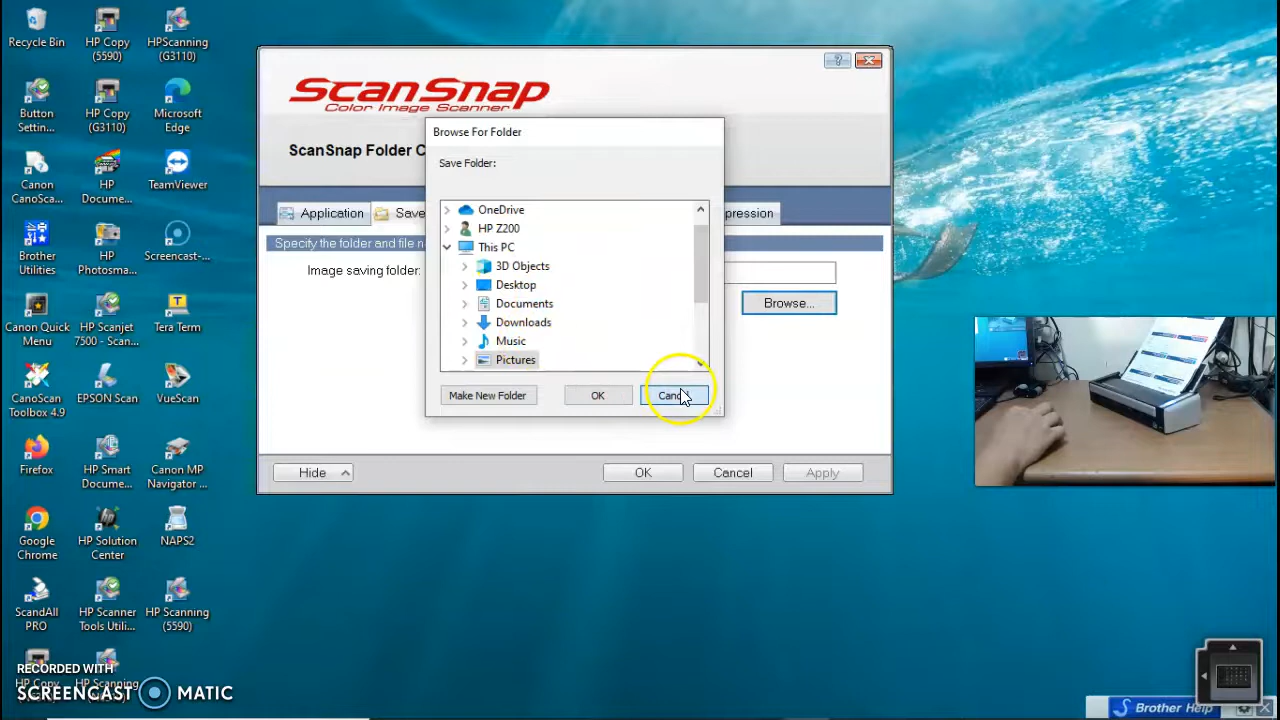 Recycle Bin
HP Copy
(5590)
HPScanning
(G3110)
Button
Settin...
HP Copy
(G3110)
Microsoft
Edge
Canon
CanoSca...
HP
Docume...
TeamViewer
Brother
Utilities
HP
Photosma...
Screencast-...
Canon Quick
Menu
HP Scanjet
7500 - Scan...
Tera Term
CanoScan
Toolbox 4.9
EPSON Scan
VueScan
Firefox
HP Smart
Docume...
Canon MP
Navigator ...
Google
Chrome
HP Solution
Center
NAPS2
ScandAll
PRO
HP Scanner
Tools Utili...
HP Scanning
(5590)
HP Scanning
RECORDED WITH
SCREENCAST MATIC
ScanSnap
Color Image Scanner
ScanSnap Folder C
Application
Save
pression
Specify the folder and file n
Image saving folder:
Browse...
Hide
OK
Cancel
Apply
Browse For Folder
Save Folder:
OneDrive
HP Z200
This PC
3D Objects
Desktop
Documents
Downloads
Music
Pictures
Make New Folder
OK
Cancel
Brother Help